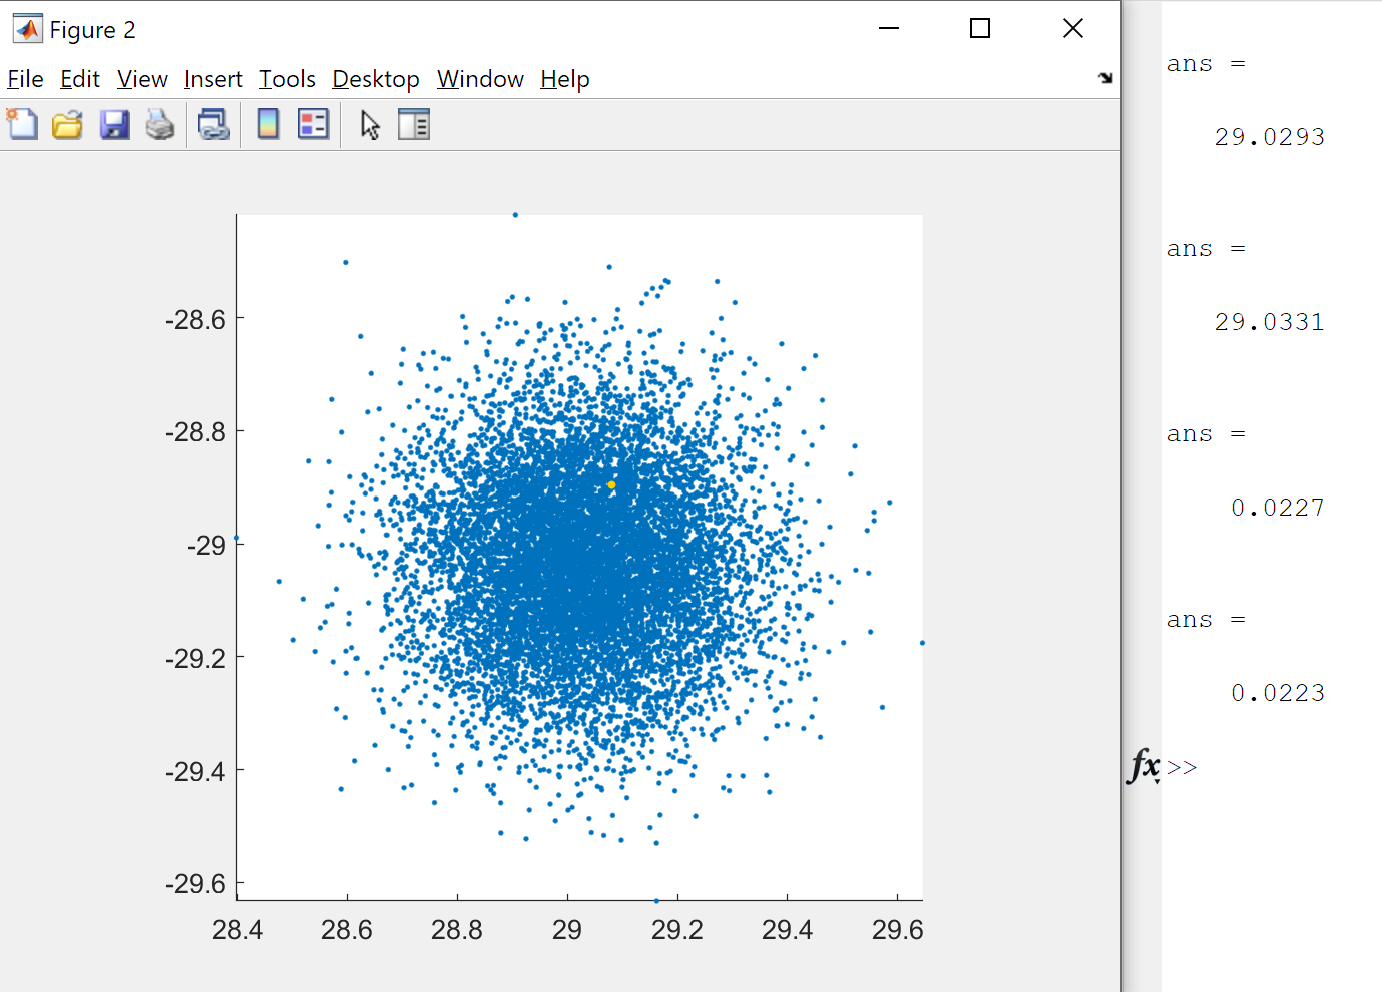 Figure 2
File Edit View Insert Tools Desktop Window Help
-28.6
-28.8
-29
-29.2
-29.4
-29.6
28.4 28.6 28.8 29 29.2 29.4 29.6
ans =
29.0293
ans =
29.0331
ans =
0.0227
ans =
0.0223
fx >>